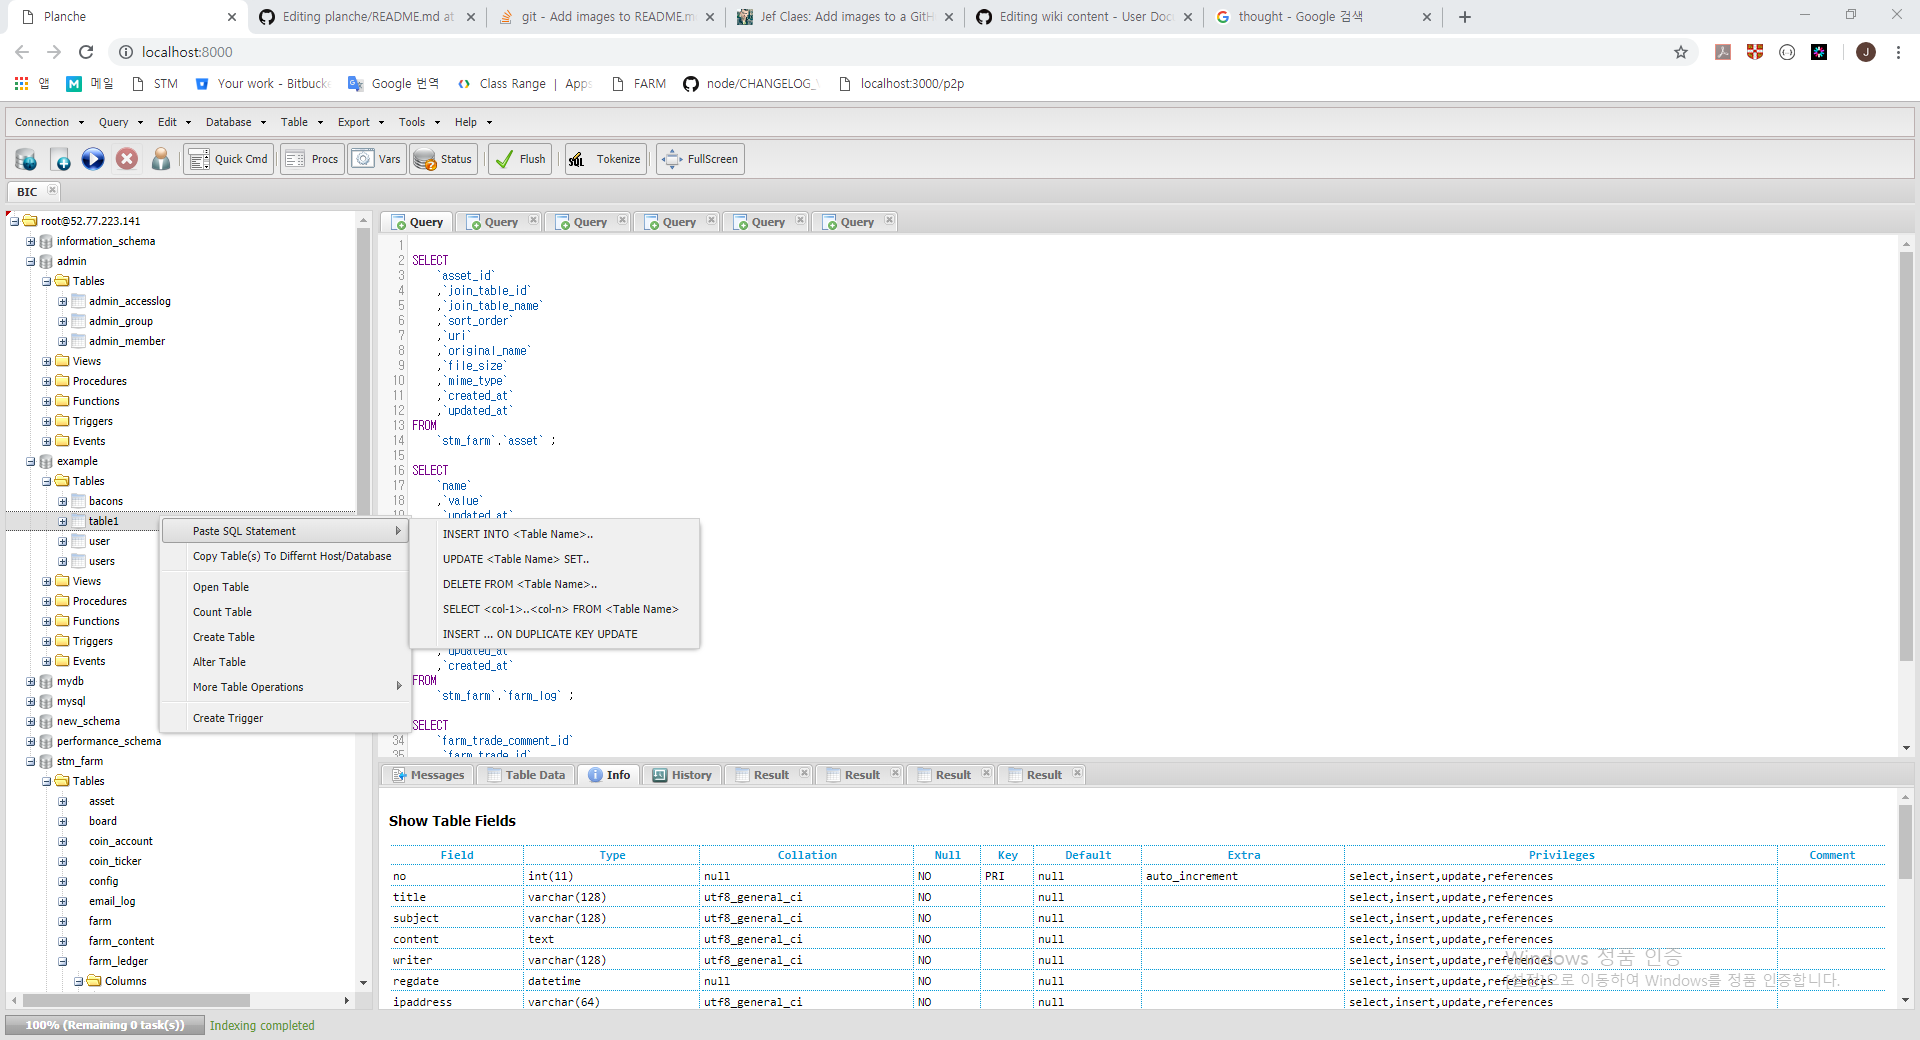 Planche
Editing planche/README.md at
git - Add images to README.m
Jef Claes: Add images to a GitH
Editing wiki content - User Doc
thought - Google 검색
localhost:8000
앱
메일
STM
Your work - Bitbucke
Google 번역
Class Range | Apps
FARM
node/CHANGELOG_
localhost:3000/p2p
Connection
Query
Edit
Database
Table
Export
Tools
Help
Quick Cmd
Procs
Vars
Status
Flush
Tokenize
FullScreen
BIC
root@52.77.223.141
information_schema
admin
Tables
admin_accesslog
admin_group
admin_member
Views
Procedures
Functions
Triggers
Events
example
Tables
bacons
table1
user
users
Views
Procedures
Functions
Triggers
Events
mydb
mysql
new_schema
performance_schema
stm_farm
Tables
asset
board
coin_account
coin_ticker
config
email_log
farm
farm_content
farm_ledger
Columns
Paste SQL Statement
Copy Table(s) To Differnt Host/Database
Open Table
Count Table
Create Table
Alter Table
More Table Operations
Create Trigger
INSERT INTO <Table Name>..
UPDATE <Table Name> SET..
DELETE FROM <Table Name>..
SELECT <col-1>..<col-n> FROM <Table Name>
INSERT ... ON DUPLICATE KEY UPDATE
Query
Query
Query
Query
Query
Query
1
2 SELECT
3 `asset_id`
4 ,`join_table_id`
5 ,`join_table_name`
6 ,`sort_order`
7 ,`uri`
8 ,`original_name`
9 ,`file_size`
10 ,`mime_type`
11 ,`created_at`
12 ,`updated_at`
13 FROM
14 `stm_farm`.`asset` ;
15
16 SELECT
17 `name`
18 ,`value`
,`updated_at`
,`updated_at`
,`created_at`
FROM
`stm_farm`.`farm_log` ;
SELECT
34 `farm_trade_comment_id`
35 ,`farm_trade_id`
Messages
Table Data
Info
History
Result
Result
Result
Result
Show Table Fields
Field Type Collation Null Key Default Extra Privileges Comment
no int(11) null NO PRI null auto_increment select,insert,update,references
title varchar(128) utf8_general_ci NO null select,insert,update,references
subject varchar(128) utf8_general_ci NO null select,insert,update,references
content text utf8_general_ci NO null select,insert,update,references
writer varchar(128) utf8_general_ci NO null select,insert,update,references
regdate datetime null NO null select,insert,update,references
ipaddress varchar(64) utf8_general_ci NO null select,insert,update,references
Windows 정품 인증
[설정]으로 이동하여 Windows를 정품 인증합니다.
100% (Remaining 0 task(s))
Indexing completed